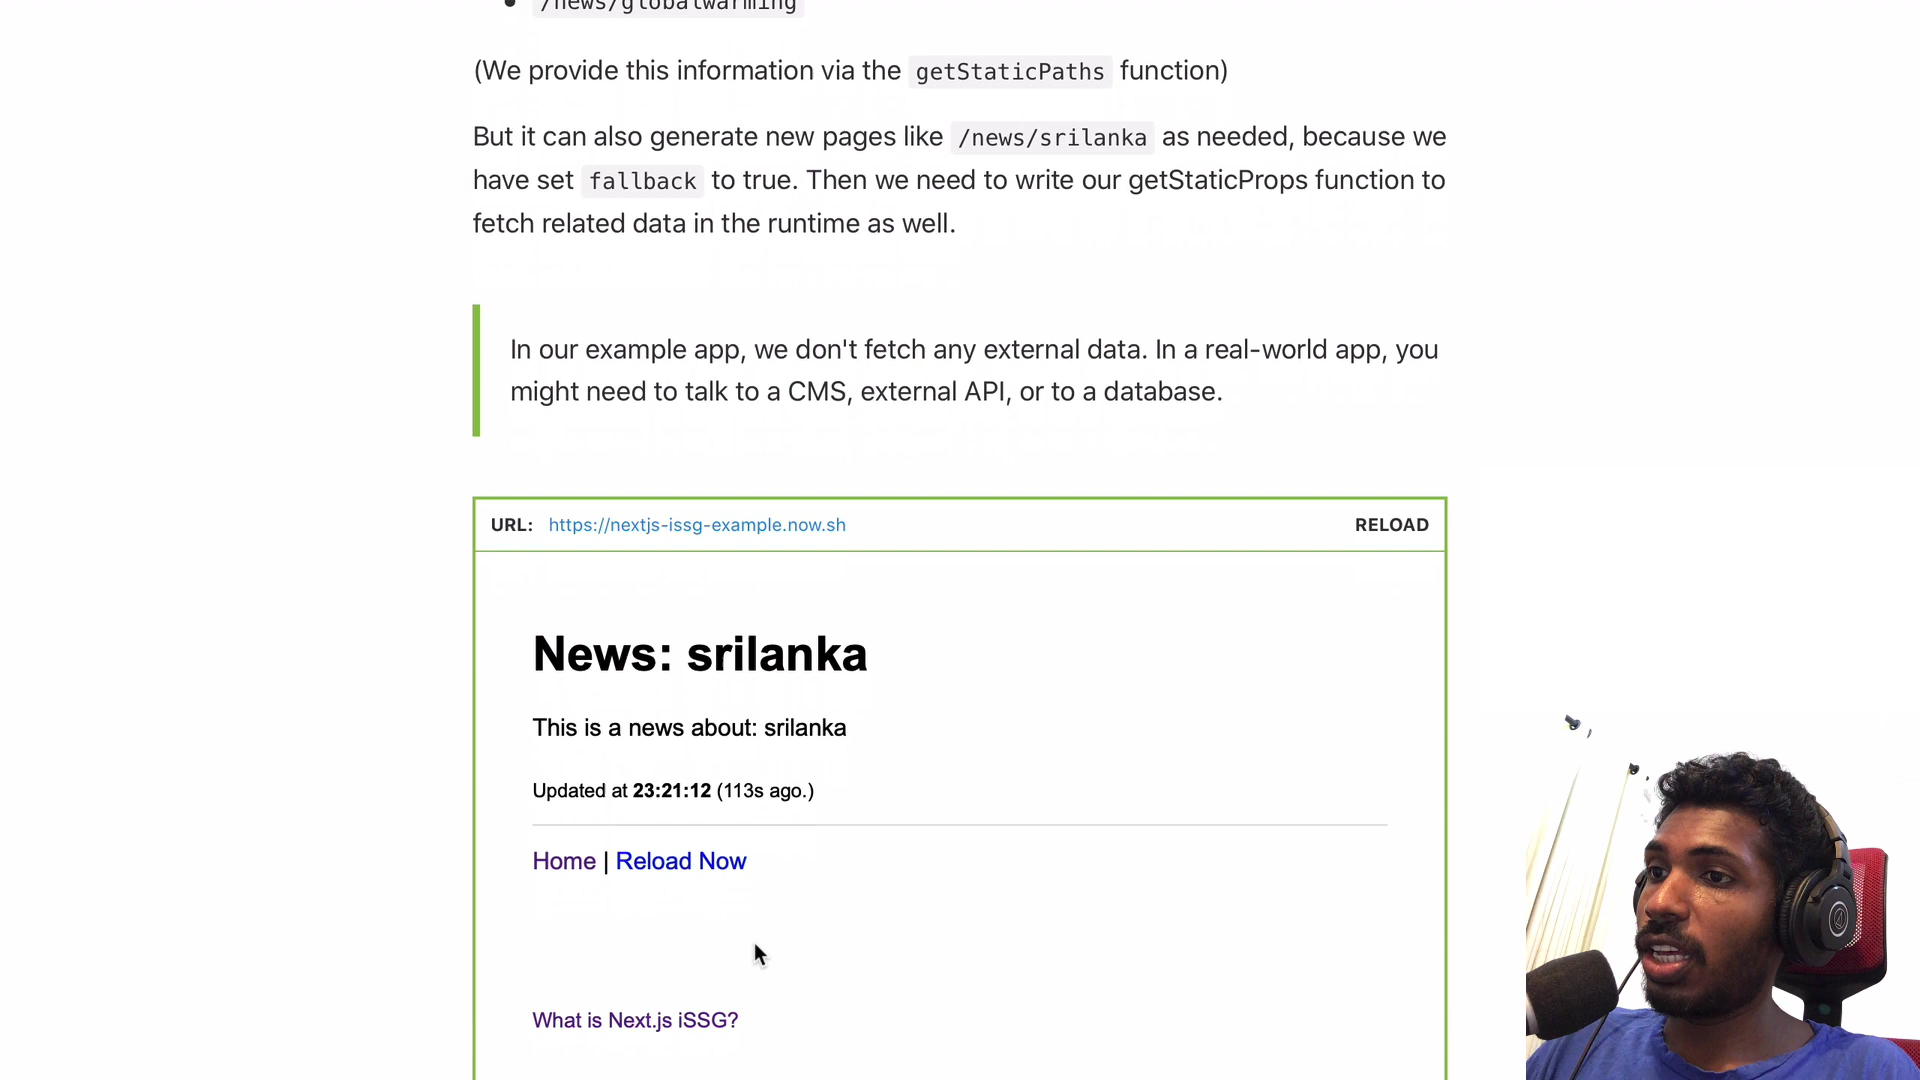 /news/globalwarming
(We provide this information via the getStaticPaths function)
But it can also generate new pages like /news/srilanka as needed, because we
have set fallback to true. Then we need to write our getStaticProps function to
fetch related data in the runtime as well.
In our example app, we don't fetch any external data. In a real-world app, you
might need to talk to a CMS, external API, or to a database.
URL: https://nextjs-issg-example.now.sh RELOAD
News: srilanka
This is a news about: srilanka
Updated at 23:21:12 (113s ago.)
Home | Reload Now
What is Next.js iSSG?